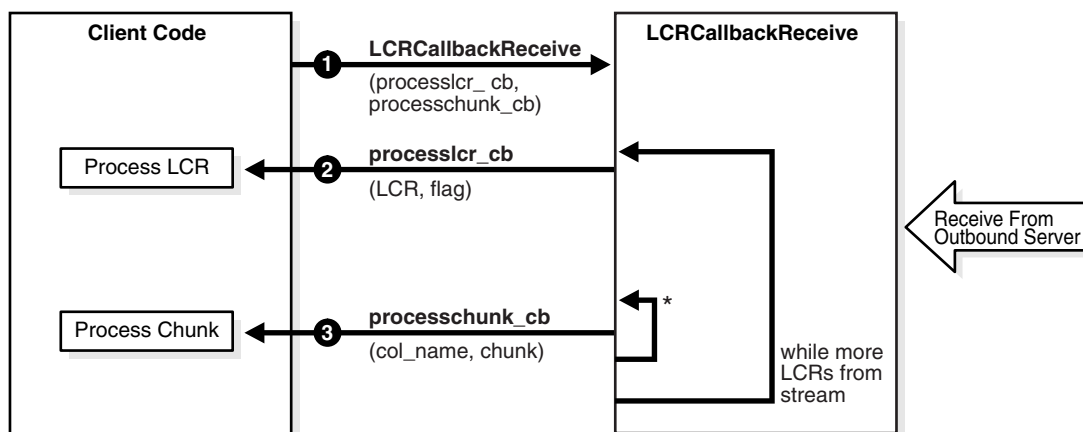 Client Code
LCRCallbackReceive
1
LCRCallbackReceive
(processlcr_ cb,
processchunk_cb)
Process LCR
2
processlcr_cb
(LCR, flag)
Receive From
Outbound Server
Process Chunk
3
processchunk_cb
(col_name, chunk)
*
while more
LCRs from
stream